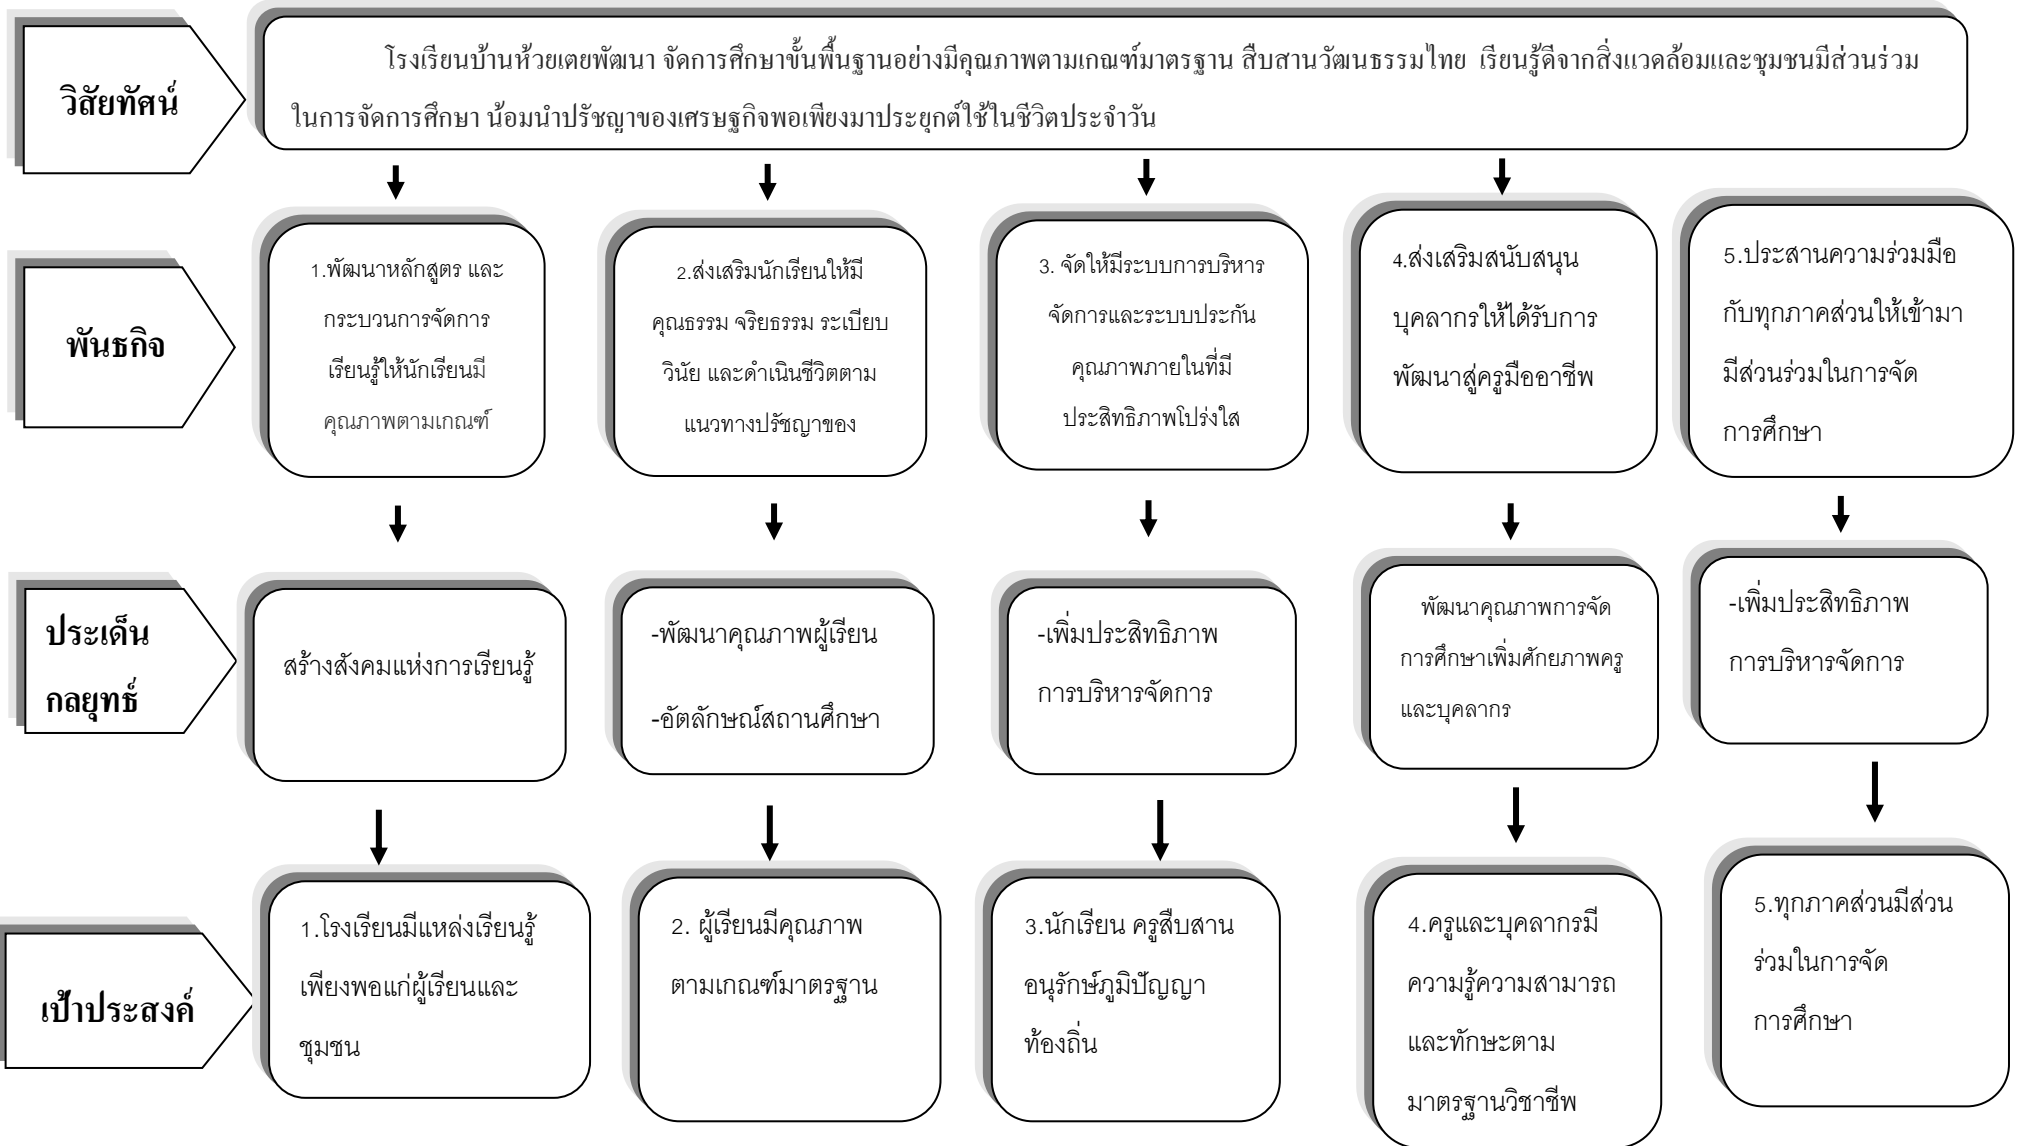 วิสัยทัศน์
โรงเรียนบ้านห้วยเตยพัฒนา จัดการศึกษาขั้นพื้นฐานอย่างมีคุณภาพตามเกณฑ์มาตรฐาน สืบสานวัฒนธรรมไทย เรียนรู้ดีจากสิ่งแวดล้อมและชุมชนมีส่วนร่วม
ในการจัดการศึกษา น้อมนำปรัชญาของเศรษฐกิจพอเพียงมาประยุกต์ใช้ในชีวิตประจำวัน
พันธกิจ
1.พัฒนาหลักสูตร และ
กระบวนการจัดการ
เรียนรู้ให้นักเรียนมี
คุณภาพตามเกณฑ์
2.ส่งเสริมนักเรียนให้มี
คุณธรรม จริยธรรม ระเบียบ
วินัย และดำเนินชีวิตตาม
แนวทางปรัชญาของ
3. จัดให้มีระบบการบริหาร
จัดการและระบบประกัน
คุณภาพภายในที่มี
ประสิทธิภาพโปร่งใส
4.ส่งเสริมสนับสนุน
บุคลากรให้ได้รับการ
พัฒนาสู่ครูมืออาชีพ
5.ประสานความร่วมมือ
กับทุกภาคส่วนให้เข้ามา
มีส่วนร่วมในการจัด
การศึกษา
ประเด็น
กลยุทธ์
สร้างสังคมแห่งการเรียนรู้
-พัฒนาคุณภาพผู้เรียน
-อัตลักษณ์สถานศึกษา
-เพิ่มประสิทธิภาพ
การบริหารจัดการ
พัฒนาคุณภาพการจัด
การศึกษาเพิ่มศักยภาพครู
และบุคลากร
-เพิ่มประสิทธิภาพ
การบริหารจัดการ
เป้าประสงค์
1.โรงเรียนมีแหล่งเรียนรู้
เพียงพอแก่ผู้เรียนและ
ชุมชน
2. ผู้เรียนมีคุณภาพ
ตามเกณฑ์มาตรฐาน
3.นักเรียน ครูสืบสาน
อนุรักษ์ภูมิปัญญา
ท้องถิ่น
4.ครูและบุคลากรมี
ความรู้ความสามารถ
และทักษะตาม
มาตรฐานวิชาชีพ
5.ทุกภาคส่วนมีส่วน
ร่วมในการจัด
การศึกษา